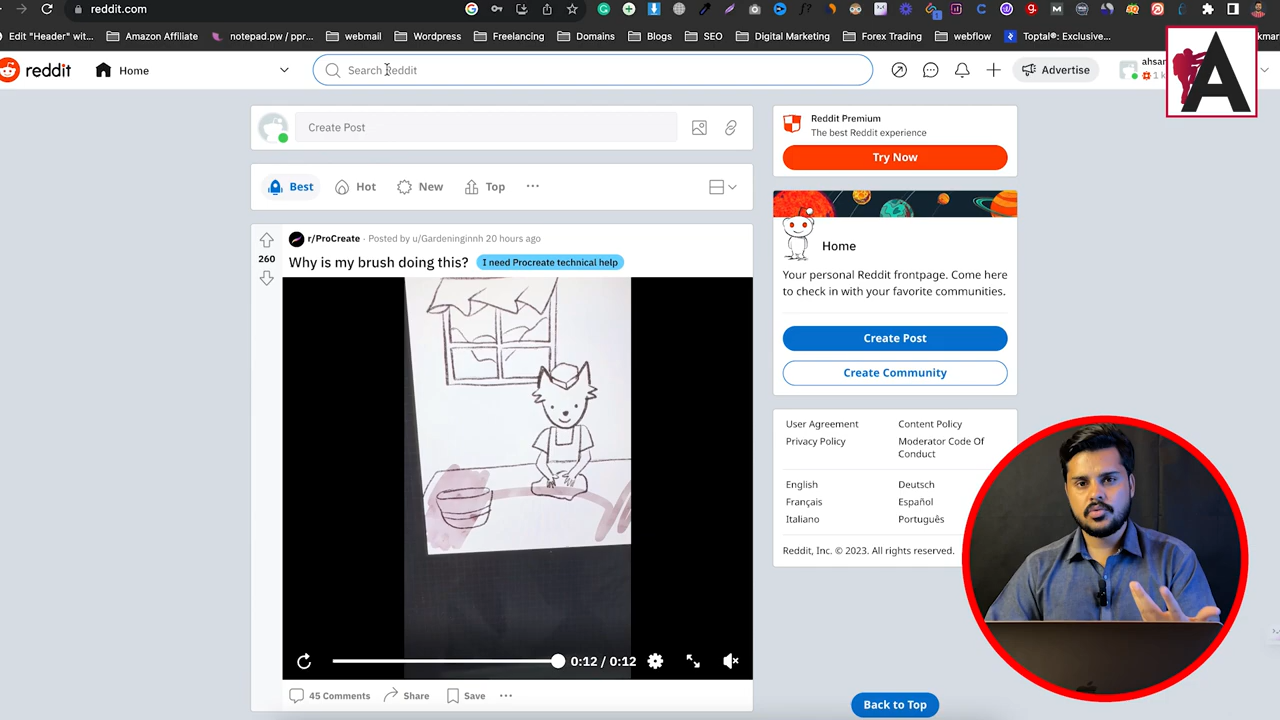 reddit.com
Edit "Header" wit...
Amazon Affiliate
notepad.pw / ppr...
webmail
Wordpress
Freelancing
Domains
Blogs
SEO
Digital Marketing
Forex Trading
webflow
Toptal®: Exclusive...
reddit
Home
Search Reddit
Advertise
ahsan
A
Create Post
Best
Hot
New
Top
r/ProCreate · Posted by u/Gardeninginnh 20 hours ago
260
Why is my brush doing this?
I need Procreate technical help
0:12 / 0:12
45 Comments
Share
Save
Reddit Premium
The best Reddit experience
Try Now
Home
Your personal Reddit frontpage. Come here
to check in with your favorite communities.
Create Post
Create Community
User Agreement
Content Policy
Privacy Policy
Moderator Code Of
Conduct
English
Deutsch
Français
Español
Italiano
Português
Reddit, Inc. © 2023. All rights reserved.
Back to Top